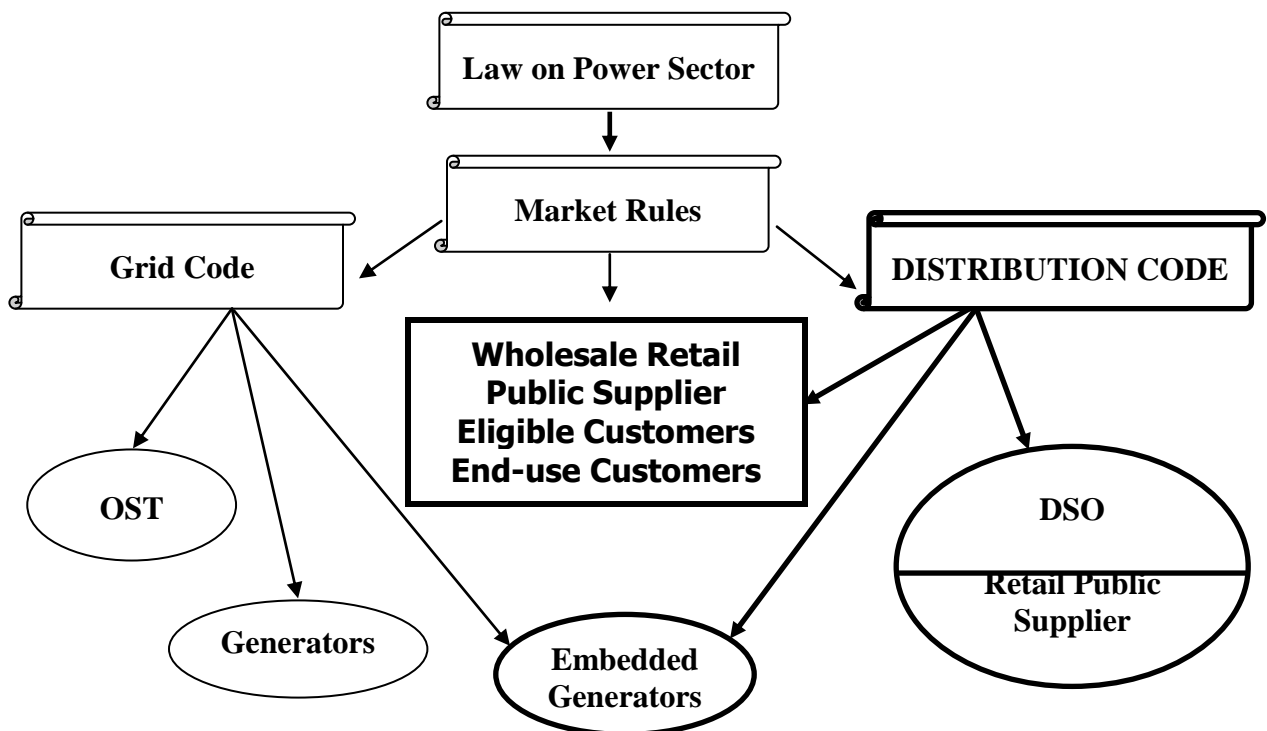 Law on Power Sector
Market Rules
Grid Code
DISTRIBUTION CODE
Wholesale Retail
Public Supplier
Eligible Customers
End-use Customers
OST
DSO
Retail Public
Supplier
Generators
Embedded
Generators